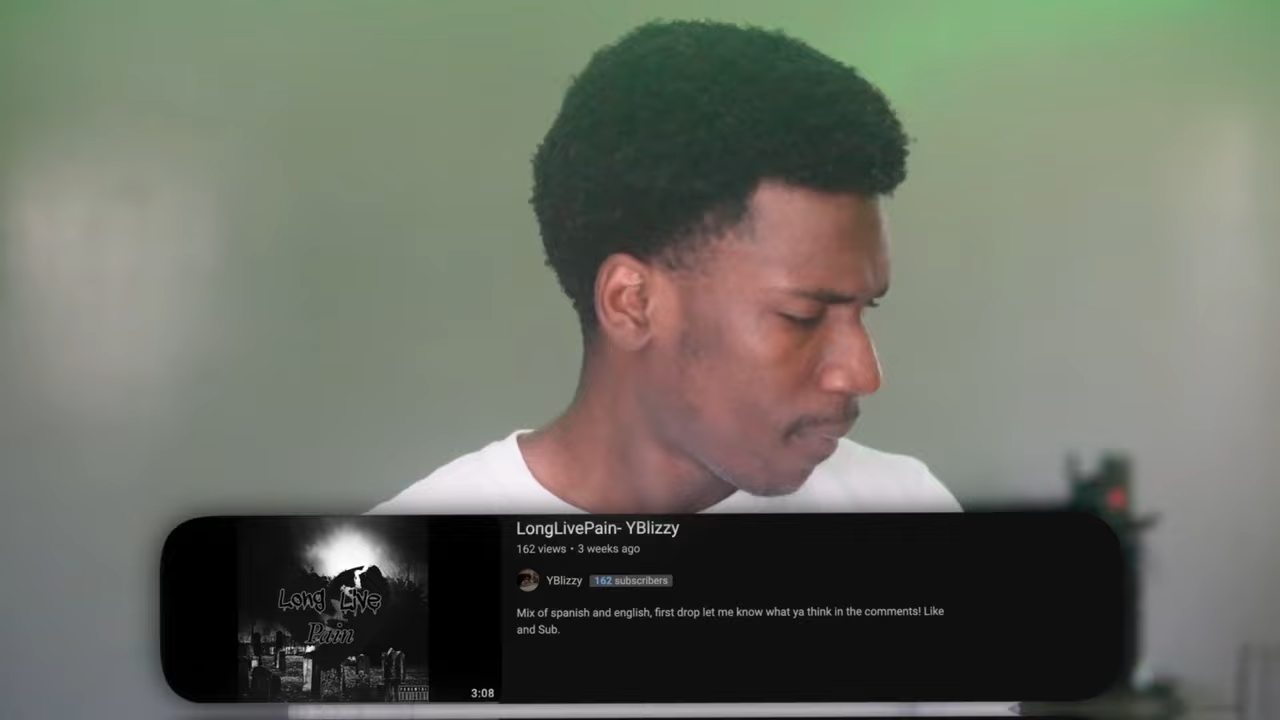 LongLivePain- YBlizzy
162 views • 3 weeks ago
YBlizzy 162 subscribers
Mix of spanish and english, first drop let me know what ya think in the comments! Like
and Sub.
Long Live
Pain
3:08